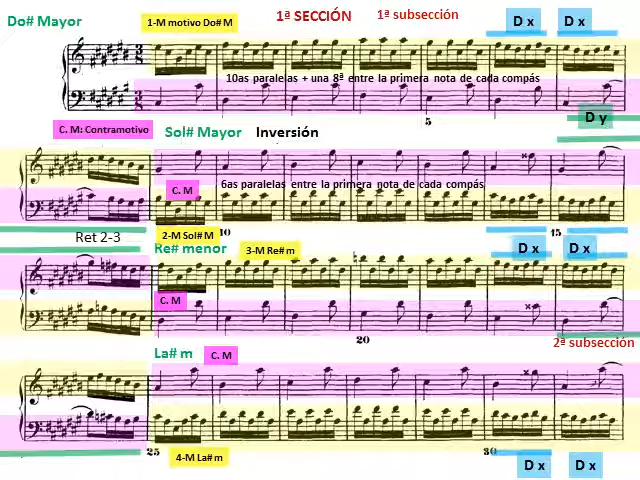 Do# Mayor
1-M motivo Do# M
1ª SECCIÓN
1ª subsección
D x
D x
10as paralelas + una 8ª entre la primera nota de cada compás
5
D y
C. M: Contramotivo
Sol# Mayor
Inversión
C. M
6as paralelas entre la primera nota de cada compás
10
15
Ret 2-3
2-M Sol# M
Re# menor
3-M Re# m
D x
D x
C. M
20
2ª subsección
La# m
C. M
25
4-M La# m
30
D x
D x